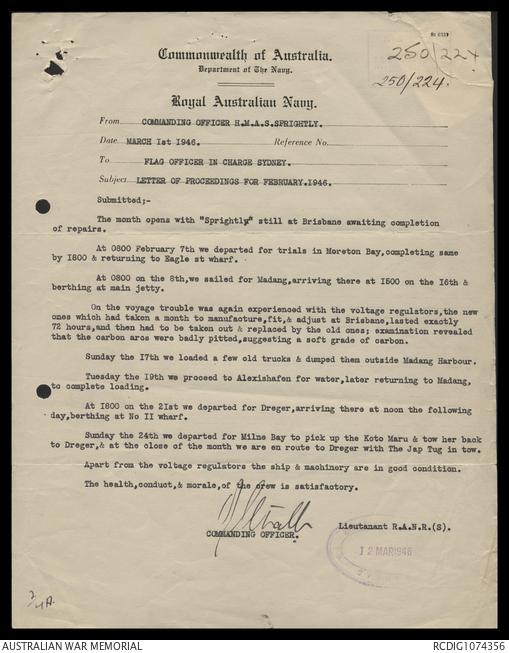 250/224
250/224.
Commonwealth of Australia.
Department of The Navy.
Royal Australian Navy.
From COMMANDING OFFICER H.M.A.S.SPRIGHTLY.
Date MARCH Ist 1946. Reference No.
To FLAG OFFICER IN CHARGE SYDNEY.
Subject LETTER OF PROCEEDINGS FOR FEBRUARY.1946.
Submitted;-
The month opens with "Sprightly" still at Brisbane awaiting completion
of repairs.
At 0800 February 7th we departed for trials in Moreton Bay,completing same
by I800 & returning to Eagle st wharf.
At 0800 on the 8th,we sailed for Madang,arriving there at I500 on the I6th &
berthing at main jetty.
On the voyage trouble was again experienced with the voltage regulators,the new
ones which had taken a month to manufacture,fit,& adjust at Brisbane,lasted exactly
72 hours,and then had to be taken out & replaced by the old ones; examination revealed
that the carbon arcs were badly pitted,suggesting a soft grade of carbon.
Sunday the I7th we loaded a few old trucks & dumped them outside Madang Harbour.
Tuesday the I9th we proceed to Alexishafen for water,later returning to Madang,
to complete loading.
At I800 on the 2Ist we departed for Dreger,arriving there at noon the following
day,berthing at No II wharf.
Sunday the 24th we departed for Milne Bay to pick up the Koto Maru & tow her back
to Dreger,& at the close of the month we are en route to Dreger with The Jap Tug in tow.
Apart from the voltage regulators the ship & machinery are in good condition.
The health,conduct,& morale,of the crew is satisfactory.
Lieutenant R.A.N.R.(S).
COMMANDING OFFICER.
12 MAR 1946
AUSTRALIAN WAR MEMORIAL
RCDIG1074356